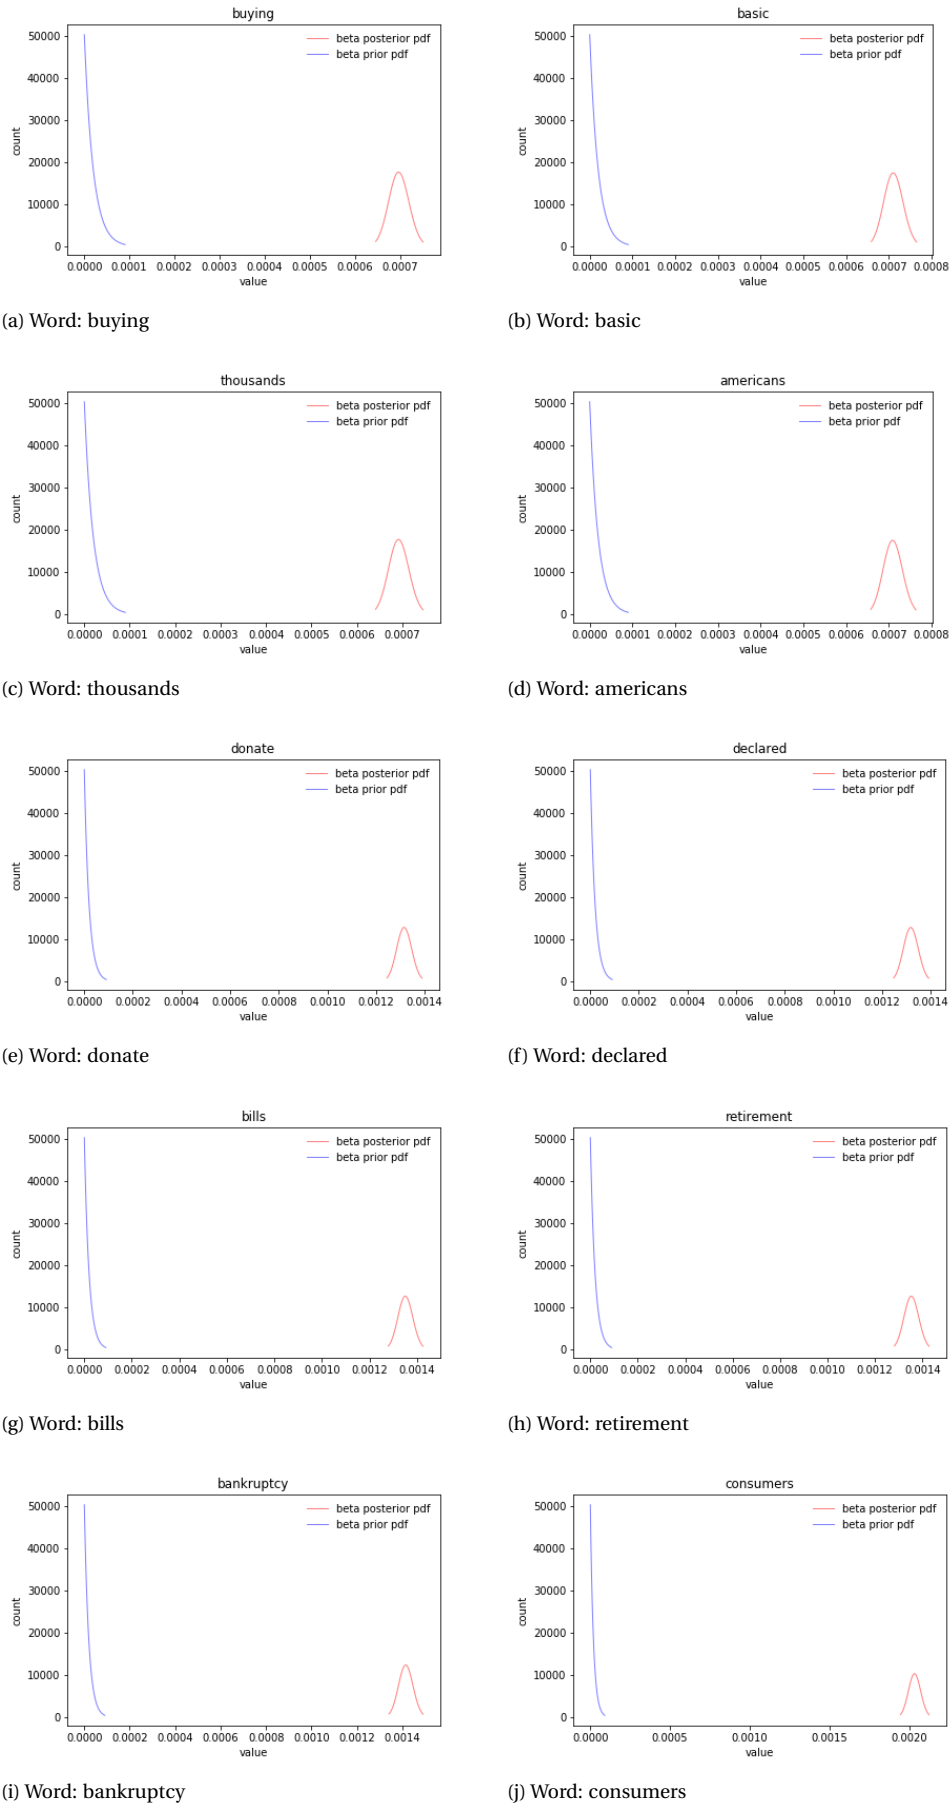 buying
50000
40000
30000
20000
10000
0
count
beta posterior pdf
beta prior pdf
0.0000 0.0001 0.0002 0.0003 0.0004 0.0005 0.0006 0.0007
value
(a) Word: buying
basic
50000
40000
30000
20000
10000
0
count
beta posterior pdf
beta prior pdf
0.0000 0.0001 0.0002 0.0003 0.0004 0.0005 0.0006 0.0007 0.0008
value
(b) Word: basic
thousands
50000
40000
30000
20000
10000
0
count
beta posterior pdf
beta prior pdf
0.0000 0.0001 0.0002 0.0003 0.0004 0.0005 0.0006 0.0007
value
(c) Word: thousands
americans
50000
40000
30000
20000
10000
0
count
beta posterior pdf
beta prior pdf
0.0000 0.0001 0.0002 0.0003 0.0004 0.0005 0.0006 0.0007 0.0008
value
(d) Word: americans
donate
50000
40000
30000
20000
10000
0
count
beta posterior pdf
beta prior pdf
0.0000 0.0002 0.0004 0.0006 0.0008 0.0010 0.0012 0.0014
value
(e) Word: donate
declared
50000
40000
30000
20000
10000
0
count
beta posterior pdf
beta prior pdf
0.0000 0.0002 0.0004 0.0006 0.0008 0.0010 0.0012 0.0014
value
(f) Word: declared
bills
50000
40000
30000
20000
10000
0
count
beta posterior pdf
beta prior pdf
0.0000 0.0002 0.0004 0.0006 0.0008 0.0010 0.0012 0.0014
value
(g) Word: bills
retirement
50000
40000
30000
20000
10000
0
count
beta posterior pdf
beta prior pdf
0.0000 0.0002 0.0004 0.0006 0.0008 0.0010 0.0012 0.0014
value
(h) Word: retirement
bankruptcy
50000
40000
30000
20000
10000
0
count
beta posterior pdf
beta prior pdf
0.0000 0.0002 0.0004 0.0006 0.0008 0.0010 0.0012 0.0014
value
(i) Word: bankruptcy
consumers
50000
40000
30000
20000
10000
0
count
beta posterior pdf
beta prior pdf
0.0000 0.0005 0.0010 0.0015 0.0020
value
(j) Word: consumers